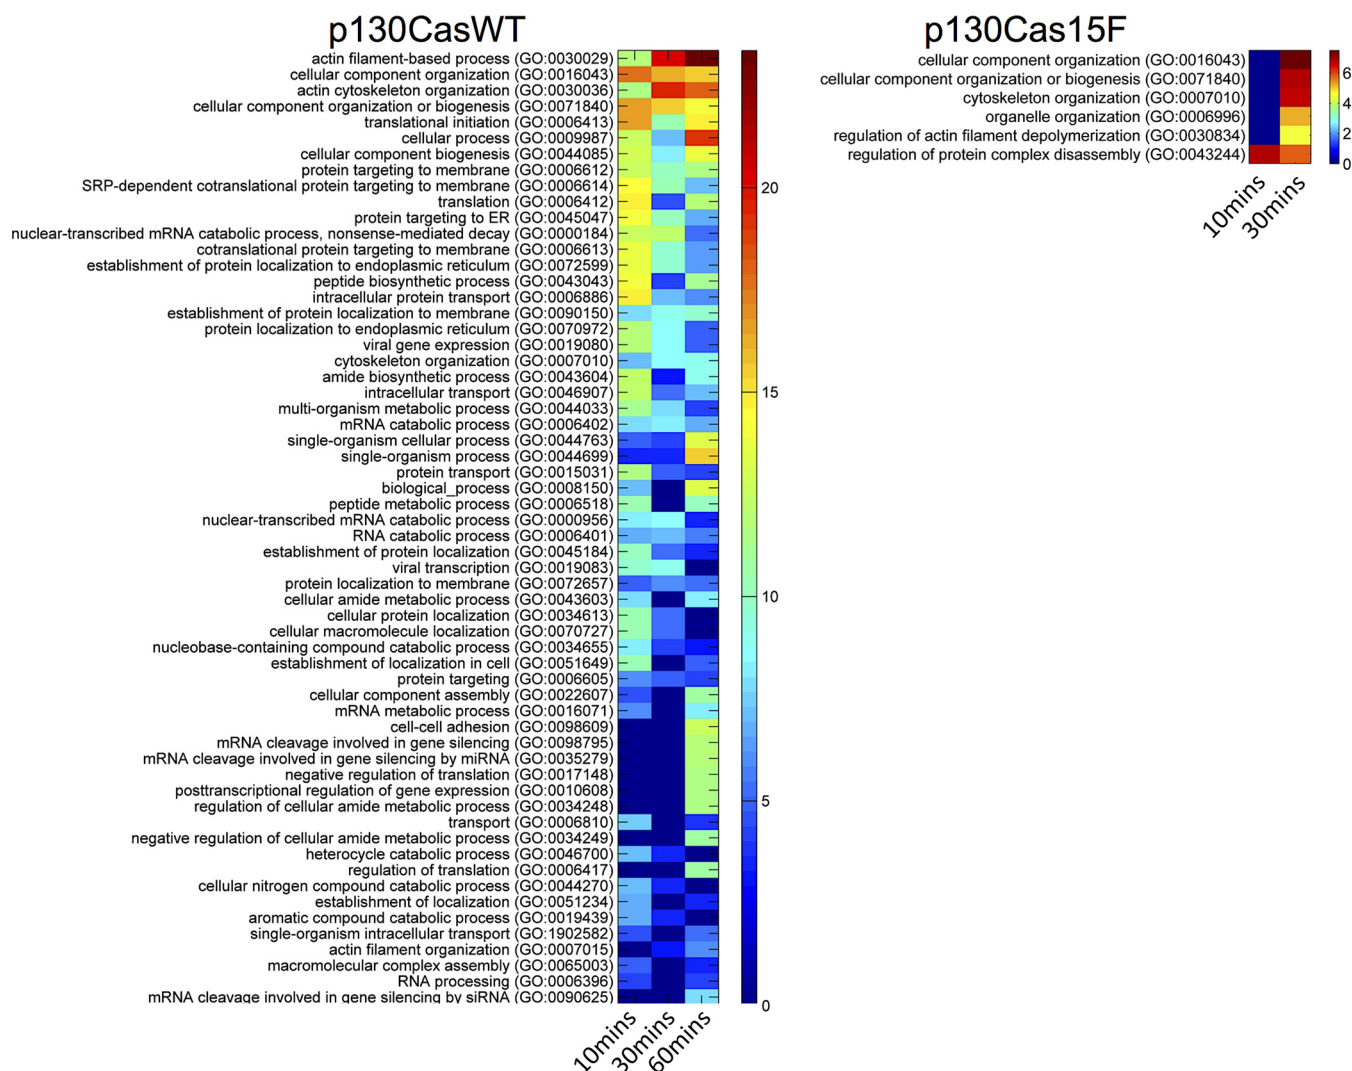 p130CasWT
actin filament-based process (GO:0030029)
cellular component organization (GO:0016043)
actin cytoskeleton organization (GO:0030036)
cellular component organization or biogenesis (GO:0071840)
translational initiation (GO:0006413)
cellular process (GO:0009987)
cellular component biogenesis (GO:0044085)
protein targeting to membrane (GO:0006612)
SRP-dependent cotranslational protein targeting to membrane (GO:0006614)
translation (GO:0006412)
protein targeting to ER (GO:0045047)
nuclear-transcribed mRNA catabolic process, nonsense-mediated decay (GO:0000184)
cotranslational protein targeting to membrane (GO:0006613)
establishment of protein localization to endoplasmic reticulum (GO:0072599)
peptide biosynthetic process (GO:0043043)
intracellular protein transport (GO:0006886)
establishment of protein localization to membrane (GO:0090150)
protein localization to endoplasmic reticulum (GO:0070972)
viral gene expression (GO:0019080)
cytoskeleton organization (GO:0007010)
amide biosynthetic process (GO:0043604)
intracellular transport (GO:0046907)
multi-organism metabolic process (GO:0044033)
mRNA catabolic process (GO:0006402)
single-organism cellular process (GO:0044763)
single-organism process (GO:0044699)
protein transport (GO:0015031)
biological_process (GO:0008150)
peptide metabolic process (GO:0006518)
nuclear-transcribed mRNA catabolic process (GO:0000956)
RNA catabolic process (GO:0006401)
establishment of protein localization (GO:0045184)
viral transcription (GO:0019083)
protein localization to membrane (GO:0072657)
cellular amide metabolic process (GO:0043603)
cellular protein localization (GO:0034613)
cellular macromolecule localization (GO:0070727)
nucleobase-containing compound catabolic process (GO:0034655)
establishment of localization in cell (GO:0051649)
protein targeting (GO:0006605)
cellular component assembly (GO:0022607)
mRNA metabolic process (GO:0016071)
cell-cell adhesion (GO:0098609)
mRNA cleavage involved in gene silencing (GO:0098795)
mRNA cleavage involved in gene silencing by miRNA (GO:0035279)
negative regulation of translation (GO:0017148)
posttranscriptional regulation of gene expression (GO:0010608)
regulation of cellular amide metabolic process (GO:0034248)
transport (GO:0006810)
negative regulation of cellular amide metabolic process (GO:0034249)
heterocycle catabolic process (GO:0046700)
regulation of translation (GO:0006417)
cellular nitrogen compound catabolic process (GO:0044270)
establishment of localization (GO:0051234)
aromatic compound catabolic process (GO:0019439)
single-organism intracellular transport (GO:1902582)
actin filament organization (GO:0007015)
macromolecular complex assembly (GO:0065003)
RNA processing (GO:0006396)
mRNA cleavage involved in gene silencing by siRNA (GO:0090625)
10mins
30mins
60mins
20
15
10
5
0
p130Cas15F
cellular component organization (GO:0016043)
cellular component organization or biogenesis (GO:0071840)
cytoskeleton organization (GO:0007010)
organelle organization (GO:0006996)
regulation of actin filament depolymerization (GO:0030834)
regulation of protein complex disassembly (GO:0043244)
10mins
30mins
6
4
2
0